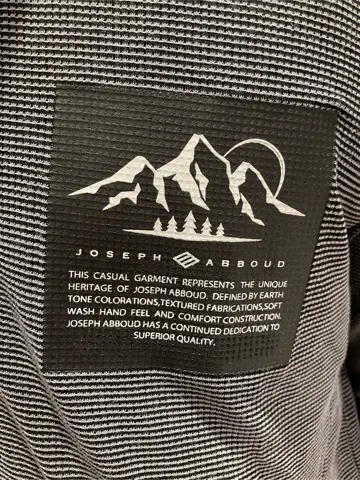 JOSEPH ABBOUD
THIS CASUAL GARMENT REPRESENTS THE UNIQUE
HERITAGE OF JOSEPH ABBOUD. DEFINED BY EARTH
TONE COLORATIONS,TEXTURED FABRICATIONS,SOFT
WASH HAND FEEL AND COMFORT CONSTRUCTION.
JOSEPH ABBOUD HAS A CONTINUED DEDICATION TO
SUPERIOR QUALITY.